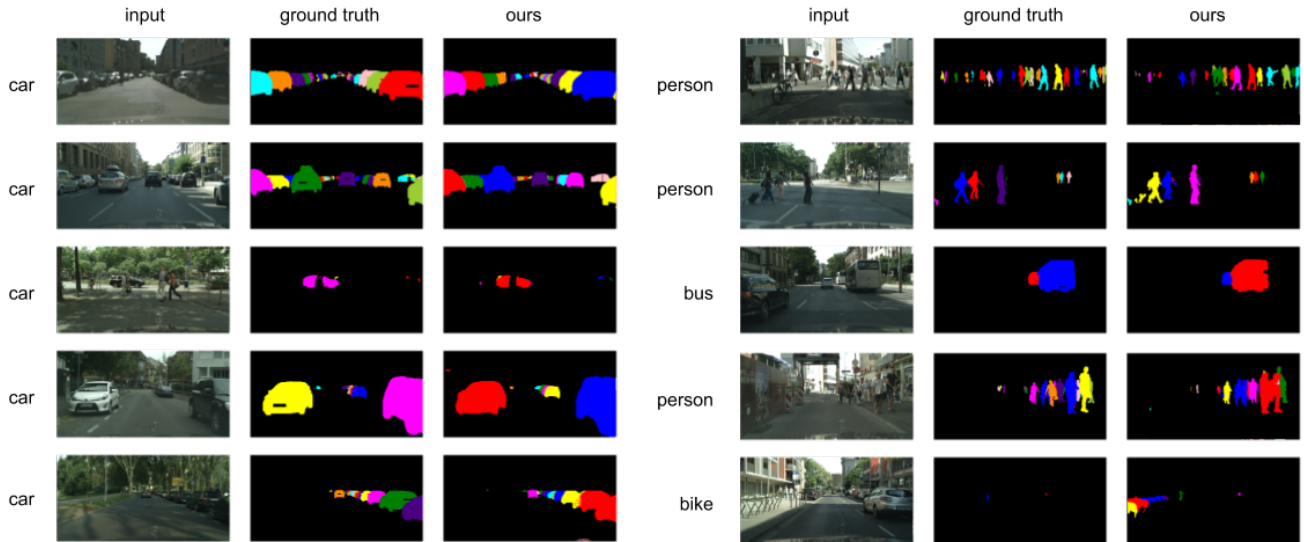 input ground truth ours input ground truth ours
car person
car person
car bus
car person
car bike